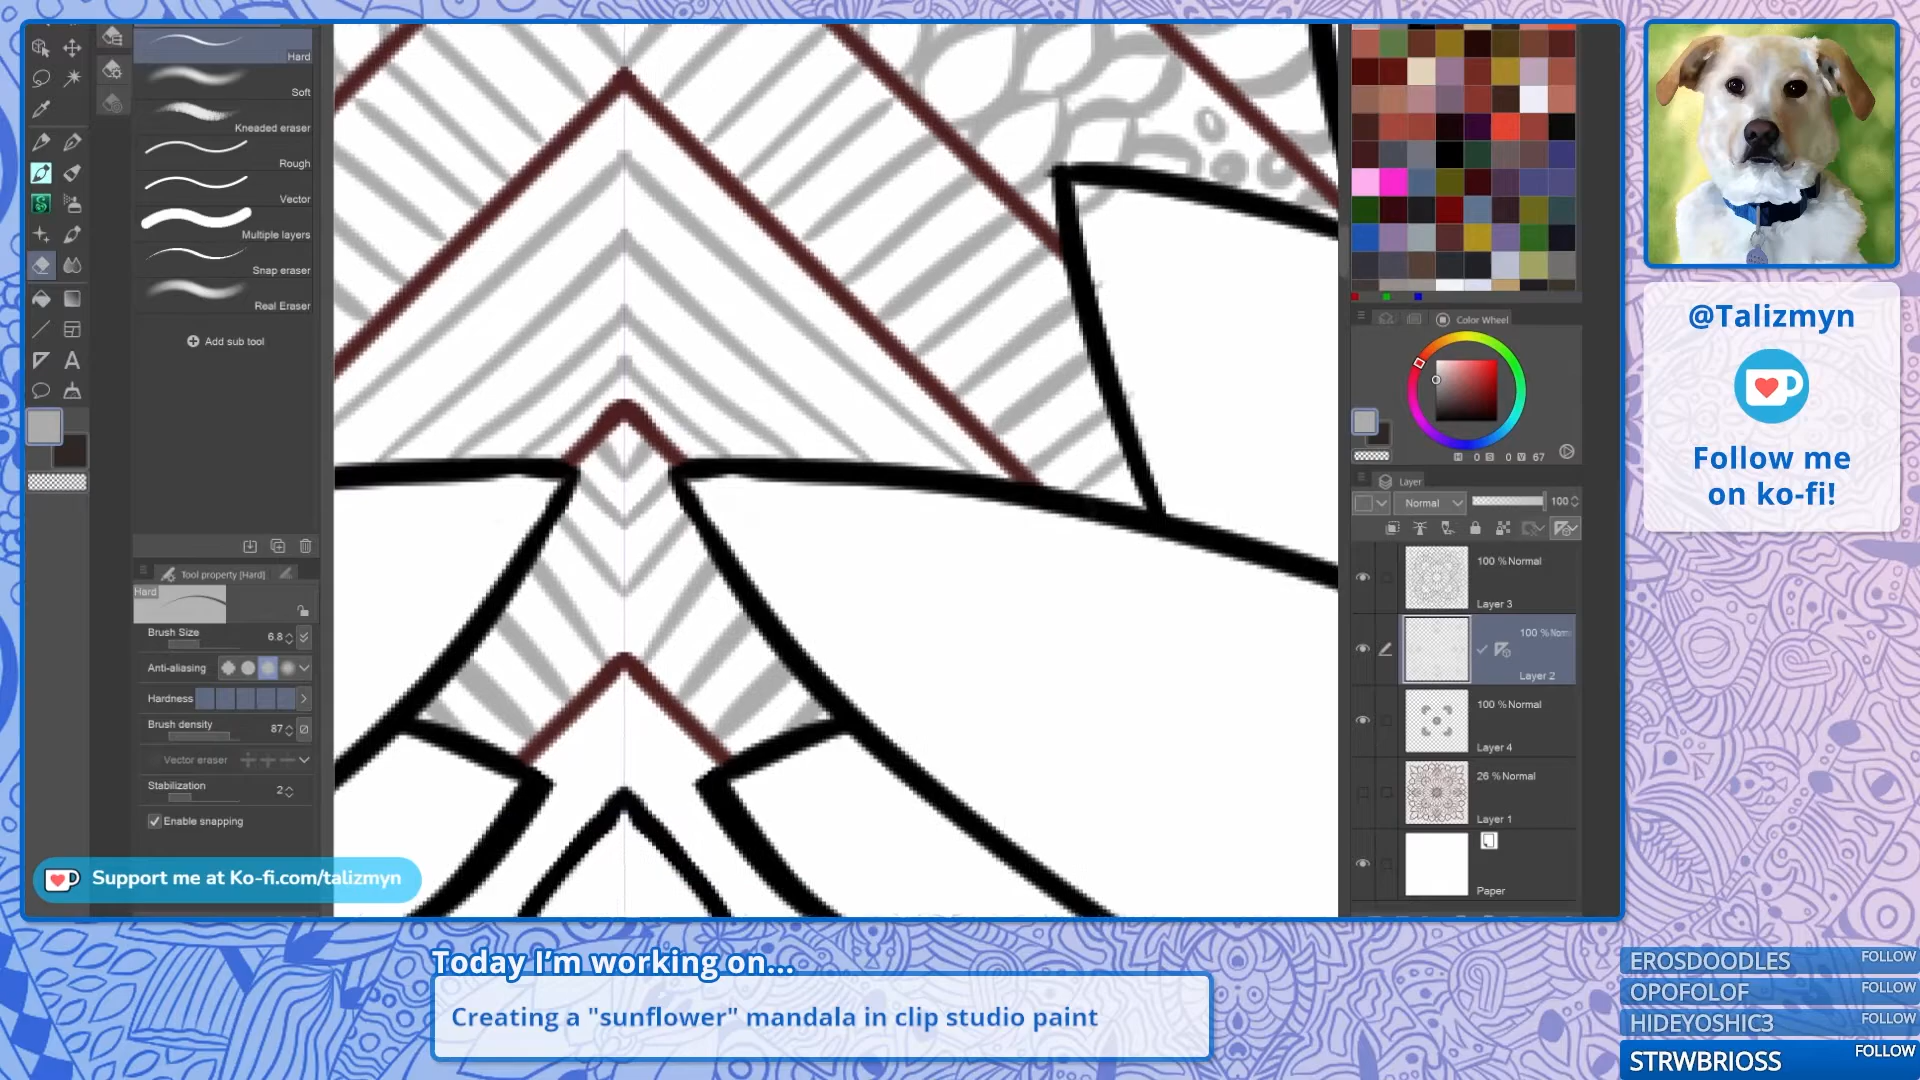 Hard
Soft
Kneaded eraser
Rough
Vector
Multiple layers
Snap eraser
Real Eraser
Add sub tool
Tool property [Hard]
Hard
Brush Size 6.8
Anti-aliasing
Hardness
Brush density 87
Vector eraser
Stabilization 2
Enable snapping
Support me at Ko-fi.com/talizmyn
Color Wheel
H 0 S 0 V 67
Layer
Normal 100
100 % Normal
Layer 3
100 % Norm
Layer 2
100 % Normal
Layer 4
26 % Normal
Layer 1
Paper
@Talizmyn
Follow me
on ko-fi!
Today I'm working on...
Creating a "sunflower" mandala in clip studio paint
EROSDOODLES FOLLOW
OPOFOLOF FOLLOW
HIDEYOSHIC3 FOLLOW
STRWBRIOSS FOLLOW